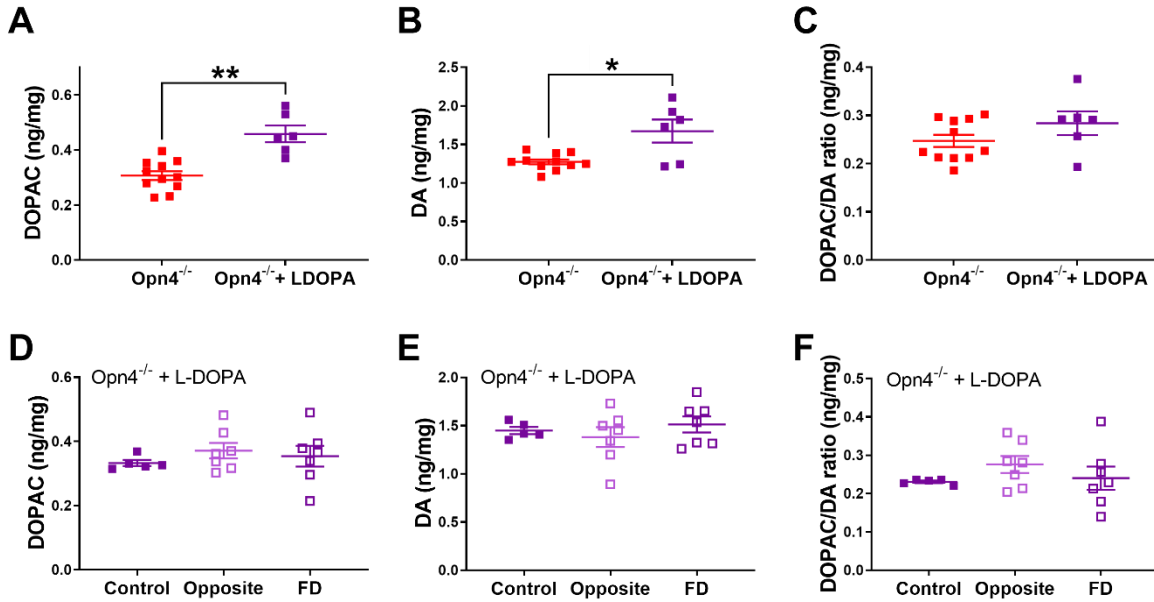 A
DOPAC (ng/mg)
0.6
0.4
0.2
0.0
**
Opn4-/-
Opn4-/-+ LDOPA
B
DA (ng/mg)
2.5
2.0
1.5
1.0
0.5
0.0
*
Opn4-/-
Opn4-/-+ LDOPA
C
DOPAC/DA ratio (ng/mg)
0.4
0.3
0.2
0.1
0.0
Opn4-/-
Opn4-/-+ LDOPA
D
Opn4-/- + L-DOPA
DOPAC (ng/mg)
0.6
0.4
0.2
0.0
Control
Opposite
FD
E
Opn4-/- + L-DOPA
DA (ng/mg)
2.0
1.5
1.0
0.5
0.0
Control
Opposite
FD
F
Opn4-/- + L-DOPA
DOPAC/DA ratio (ng/mg)
0.5
0.4
0.3
0.2
0.1
0.0
Control
Opposite
FD